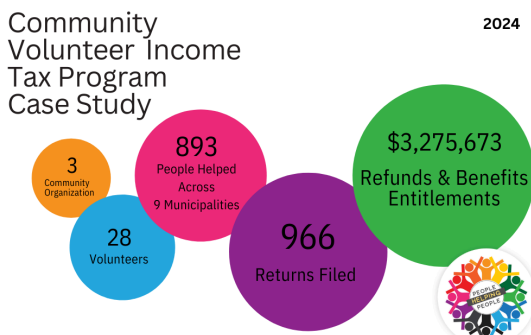 Community
Volunteer Income
Tax Program
Case Study
2024
3
Community
Organization
28
Volunteers
893
People Helped
Across
9 Municipalities
966
Returns Filed
$3,275,673
Refunds & Benefits
Entitlements
PEOPLE
HELPING
PEOPLE